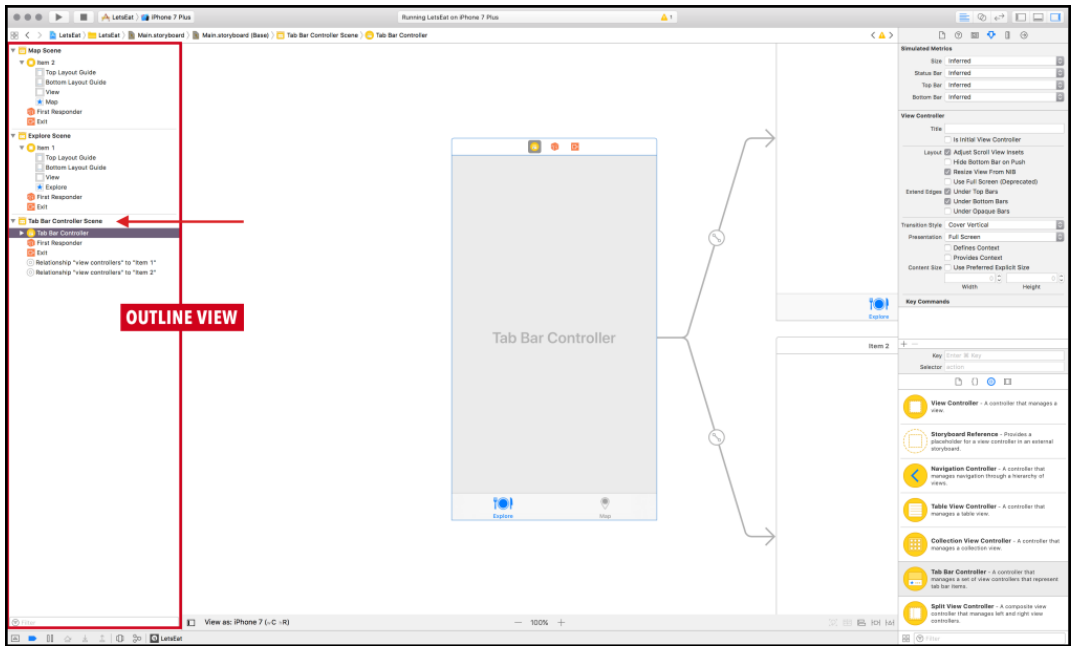 LetsEat ⟩ iPhone 7 Plus
Running LetsEat on iPhone 7 Plus
1
LetsEat ⟩ LetsEat ⟩ Main.storyboard ⟩ Main.storyboard (Base) ⟩ Tab Bar Controller Scene ⟩ Tab Bar Controller
Map Scene
Item 2
Top Layout Guide
Bottom Layout Guide
View
Map
First Responder
Exit
Explore Scene
Item 1
Top Layout Guide
Bottom Layout Guide
View
Explore
First Responder
Exit
Tab Bar Controller Scene
Tab Bar Controller
First Responder
Exit
Relationship "view controllers" to "Item 1"
Relationship "view controllers" to "Item 2"
OUTLINE VIEW
Filter
Tab Bar Controller
Explore
Map
Explore
Item 2
View as: iPhone 7 (wC hR)
— 100% +
LetsEat
Simulated Metrics
Size Inferred
Status Bar Inferred
Top Bar Inferred
Bottom Bar Inferred
View Controller
Title
Is Initial View Controller
Layout Adjust Scroll View Insets
Hide Bottom Bar on Push
Resize View From NIB
Use Full Screen (Deprecated)
Extend Edges Under Top Bars
Under Bottom Bars
Under Opaque Bars
Transition Style Cover Vertical
Presentation Full Screen
Defines Context
Provides Context
Content Size Use Preferred Explicit Size
0 0
Width Height
Key Commands
+ −
Key Enter ⌘ Key
Selector action
View Controller - A controller that manages a
view.
Storyboard Reference - Provides a
placeholder for a view controller in an external
storyboard.
Navigation Controller - A controller that
manages navigation through a hierarchy of
views.
Table View Controller - A controller that
manages a table view.
Collection View Controller - A controller that
manages a collection view.
Tab Bar Controller - A controller that
manages a set of view controllers that represent
tab bar items.
Split View Controller - A composite view
controller that manages left and right view
controllers.
Filter